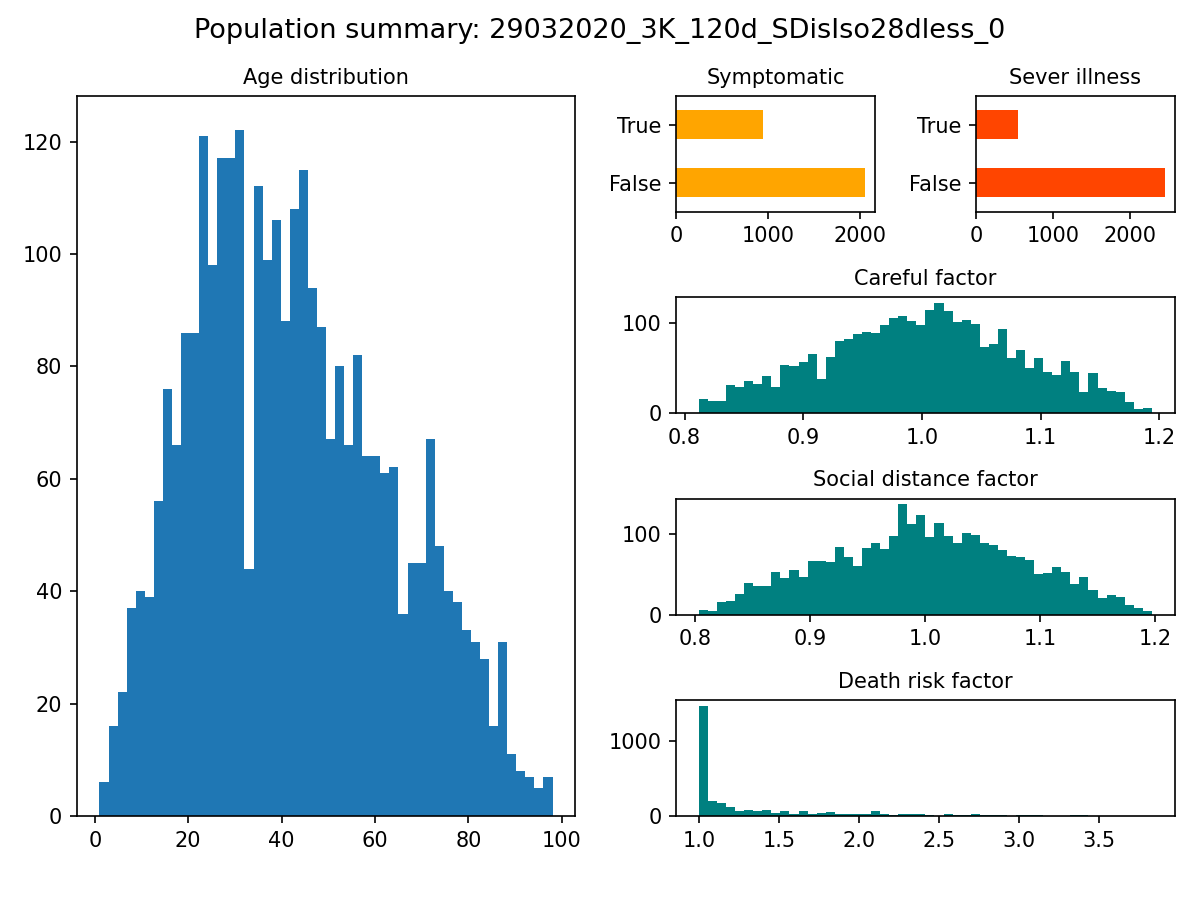 Population summary: 29032020_3K_120d_SDisIso28dless_0
Age distribution
120
100
80
60
40
20
0
0 20 40 60 80 100
Symptomatic
True
False
0 1000 2000
Sever illness
True
False
0 1000 2000
Careful factor
100
0
0.8 0.9 1.0 1.1 1.2
Social distance factor
100
0
0.8 0.9 1.0 1.1 1.2
Death risk factor
1000
0
1.0 1.5 2.0 2.5 3.0 3.5